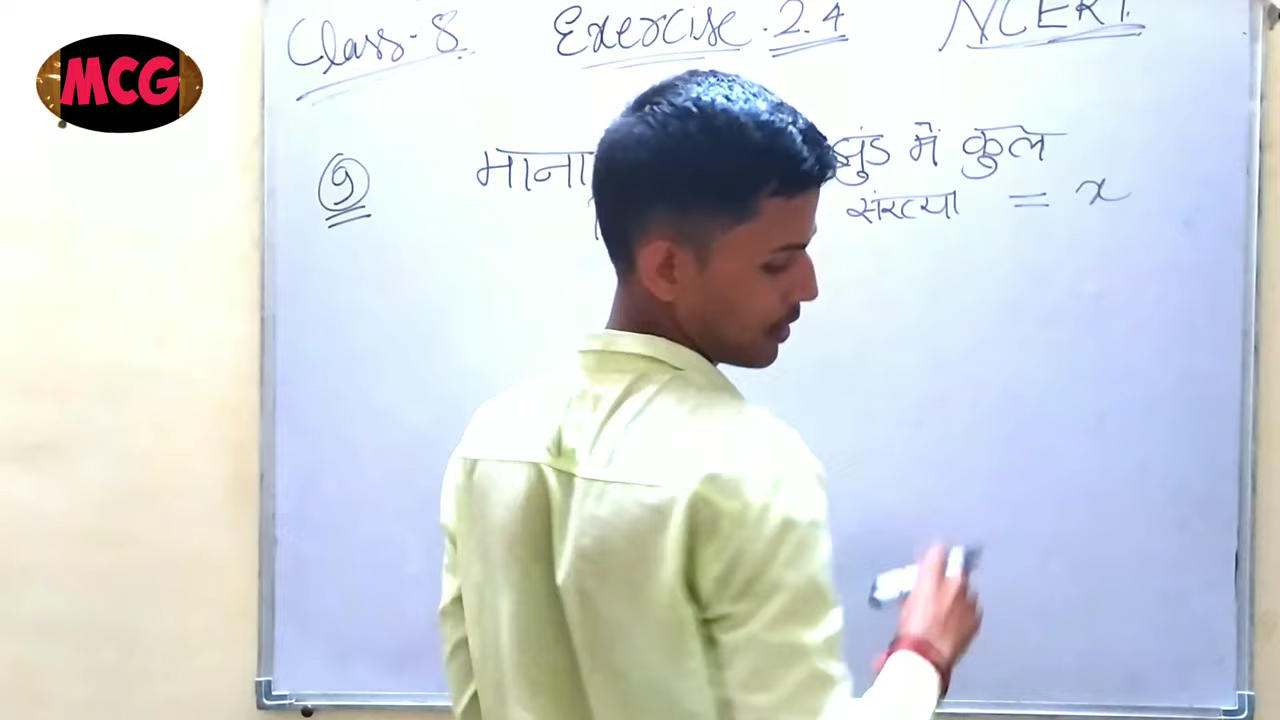 MCG
Class-8 Exercise.2.4 NCERT
9 माना झुंड में कुल
संख्या = x